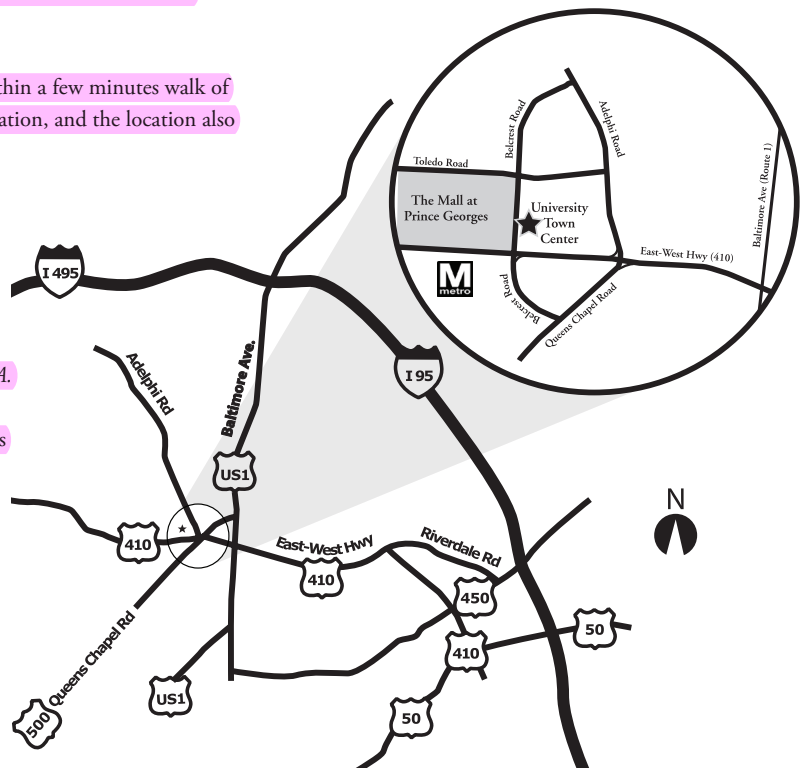 thin a few minutes walk of
ation, and the location also
A.
s
Belcrest Road
Adelphi Road
Toledo Road
Baltimore Ave (Route 1)
The Mall at
Prince Georges
University
Town
Center
East-West Hwy (410)
M
metro
Belcrest Road
Queens Chapel Road
I 495
I 95
Adelphi Rd
Baltimore Ave.
US1
N
410
East-West Hwy
Riverdale Rd
410
450
50
410
Queens Chapel Rd
US1
500
50